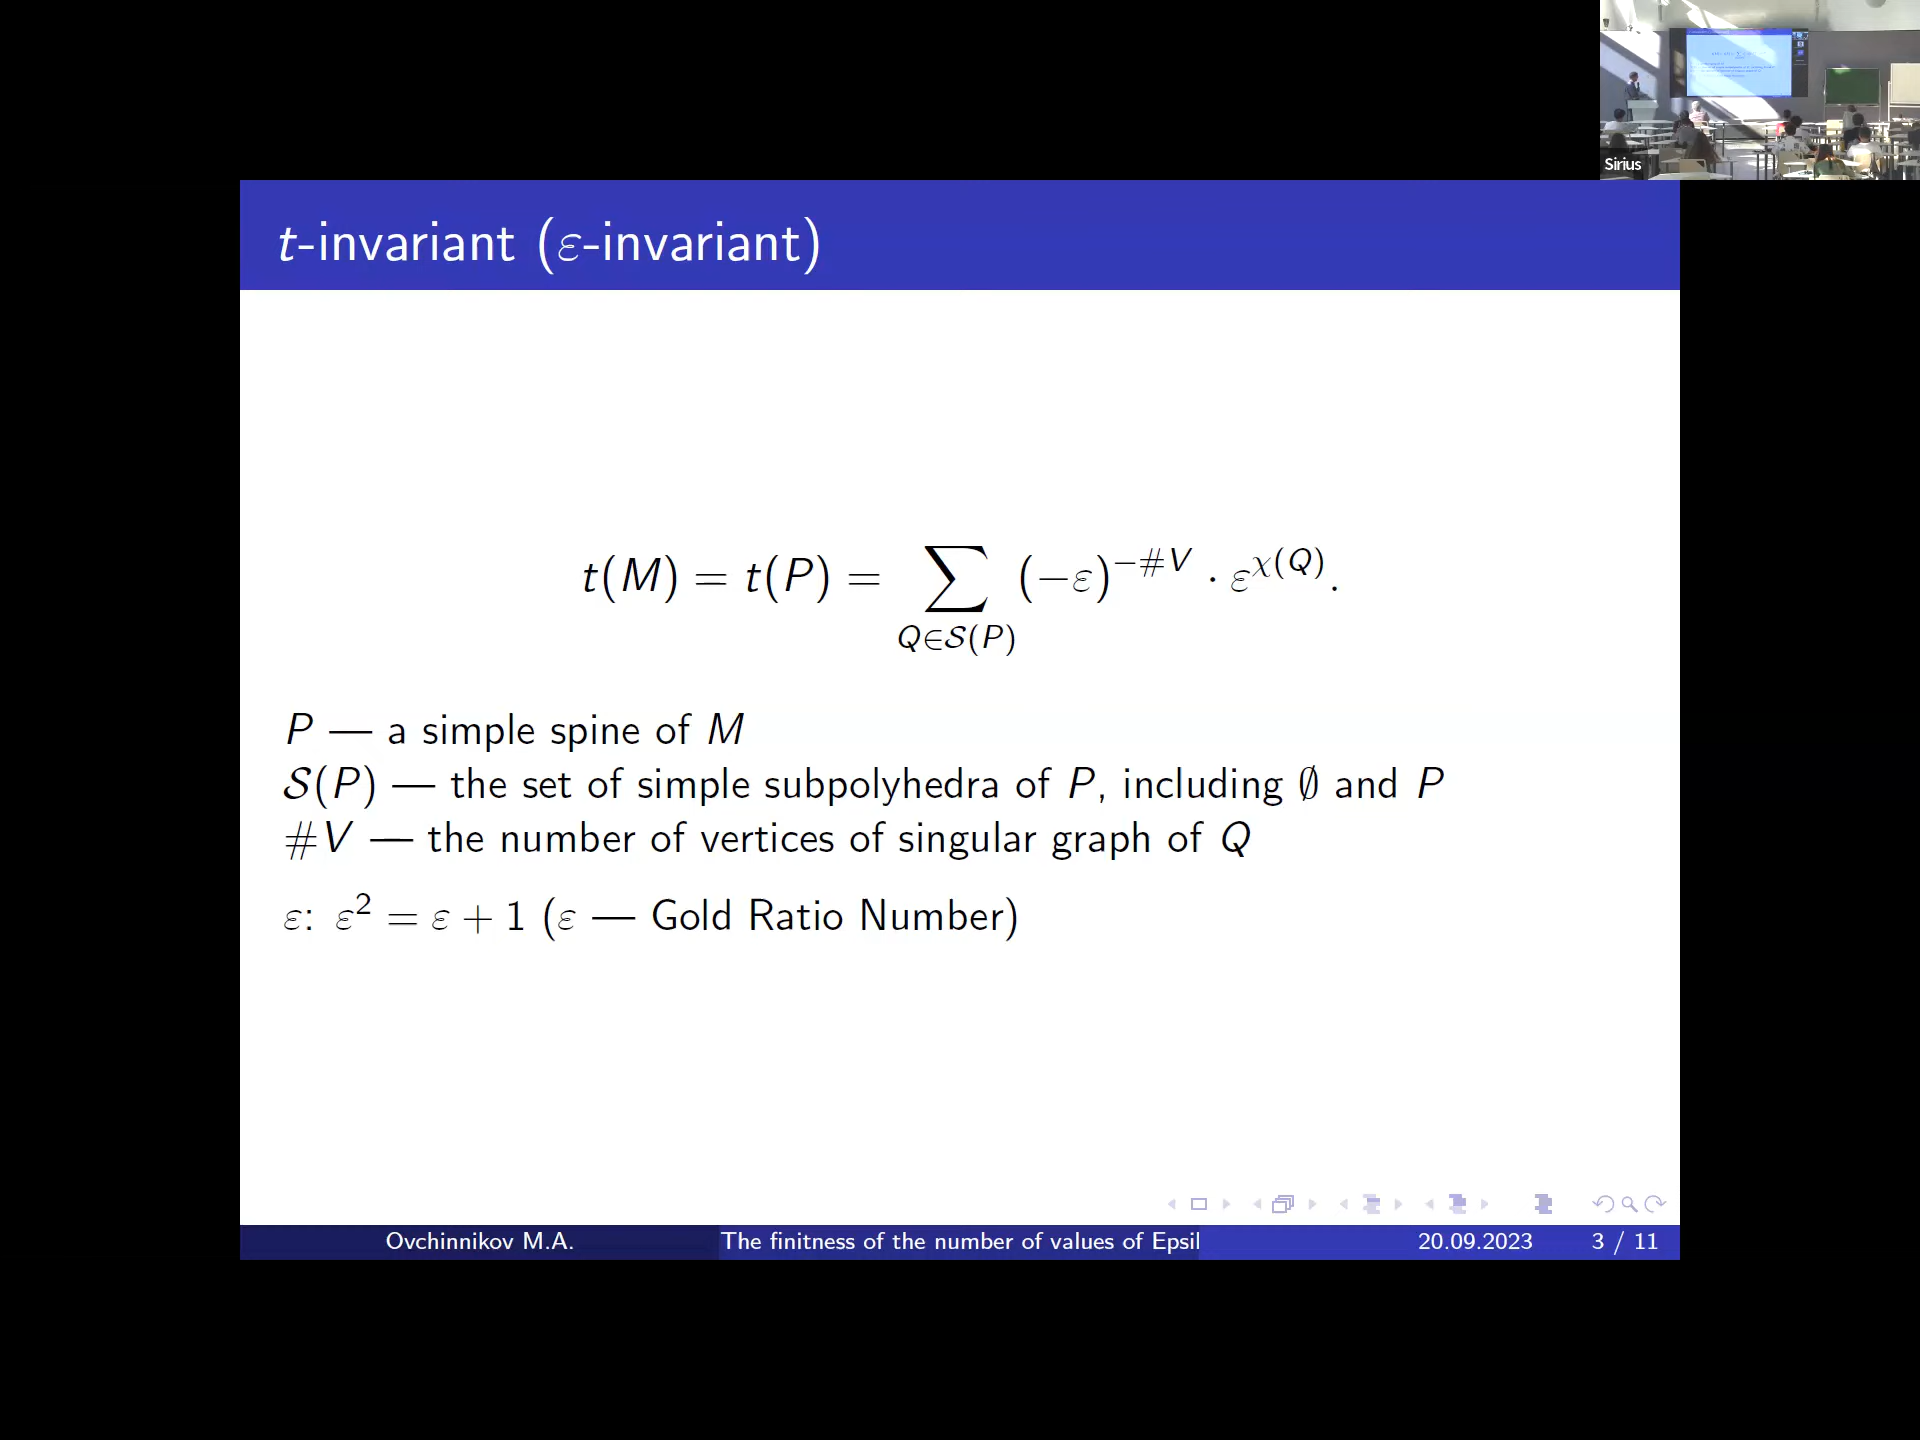 Sirius
t-invariant (ε-invariant)
t(M) = t(P) = ∑_{Q∈𝒮(P)} (−ε)^{−#V} · ε^{χ(Q)}.
P — a simple spine of M
𝒮(P) — the set of simple subpolyhedra of P, including ∅ and P
#V — the number of vertices of singular graph of Q
ε: ε² = ε + 1 (ε — Gold Ratio Number)
Ovchinnikov M.A. The finitness of the number of values of Epsil 20.09.2023 3 / 11